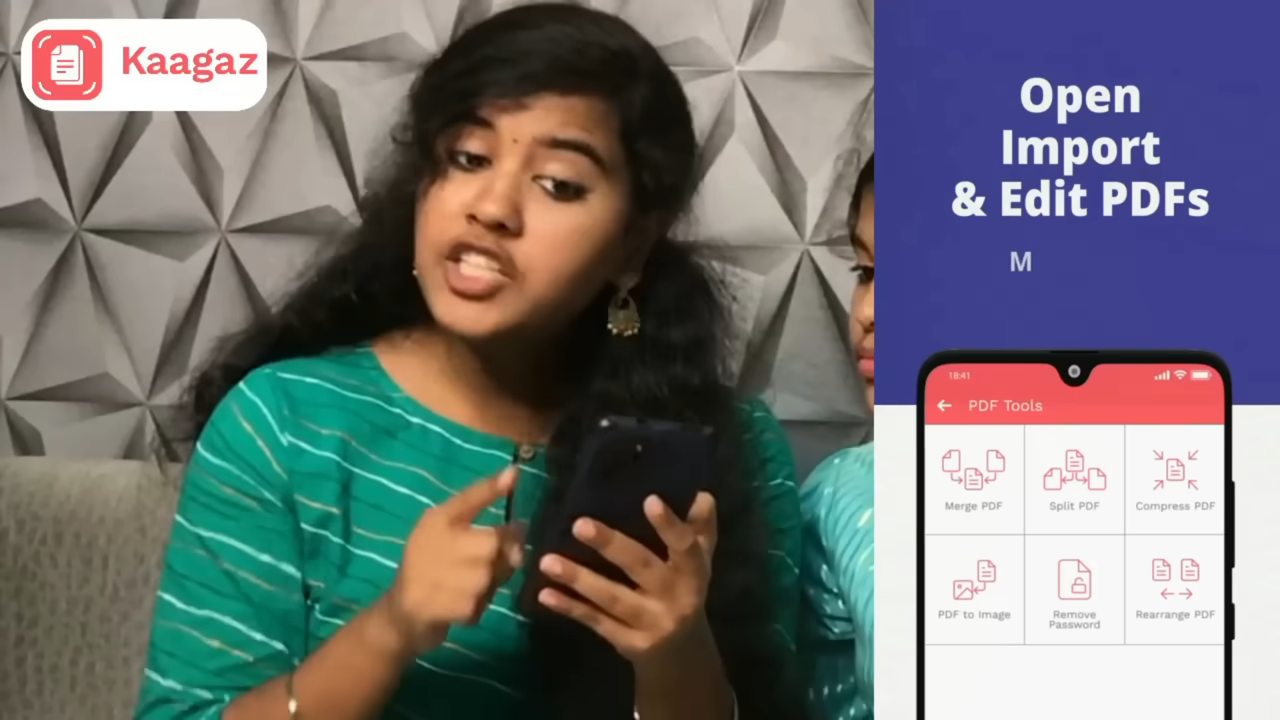 Kaagaz
Open
Import
& Edit PDFs
M
18:41
PDF Tools
Merge PDF
Split PDF
Compress PDF
PDF to Image
Remove
Password
Rearrange PDF